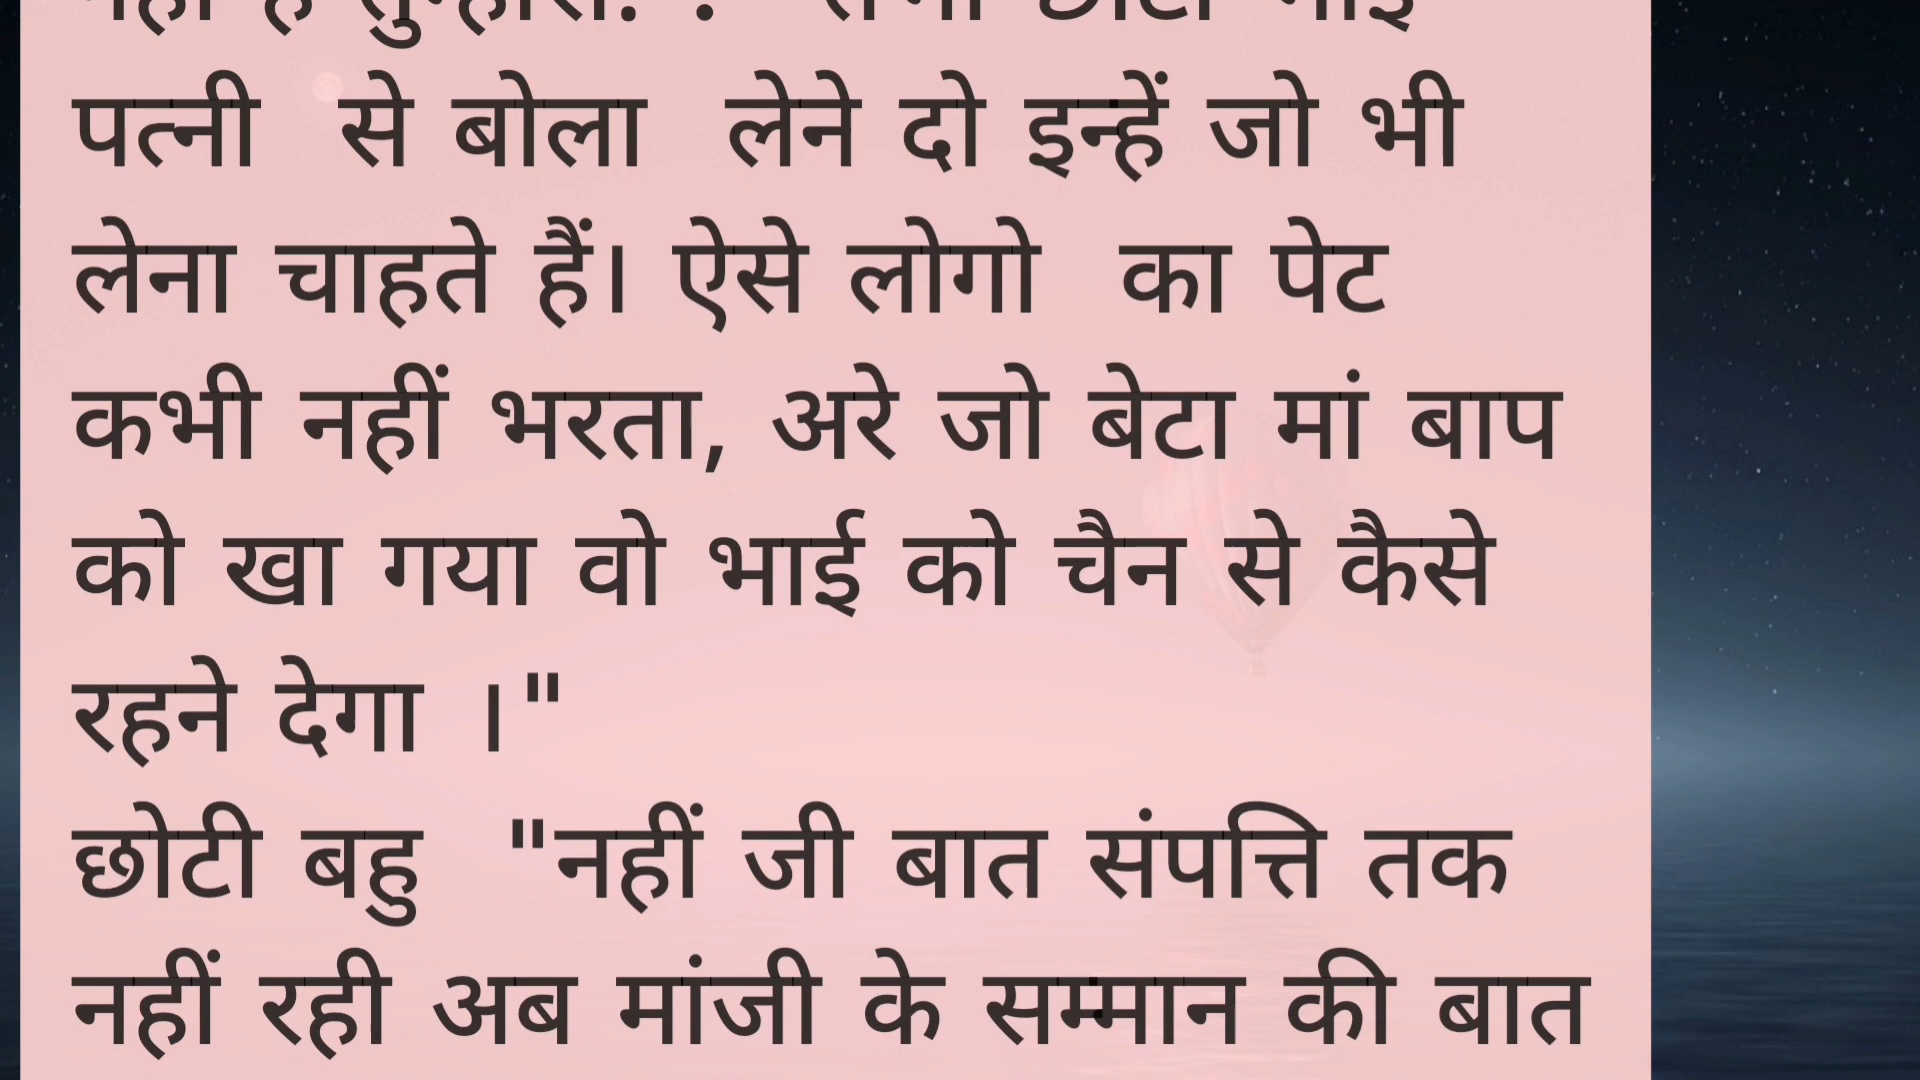 पत्नी से बोला लेने दो इन्हें जो भी
लेना चाहते हैं। ऐसे लोगो का पेट
कभी नहीं भरता, अरे जो बेटा मां बाप
को खा गया वो भाई को चैन से कैसे
रहने देगा ।"
छोटी बहु "नहीं जी बात संपत्ति तक
नहीं रही अब मांजी के सम्मान की बात